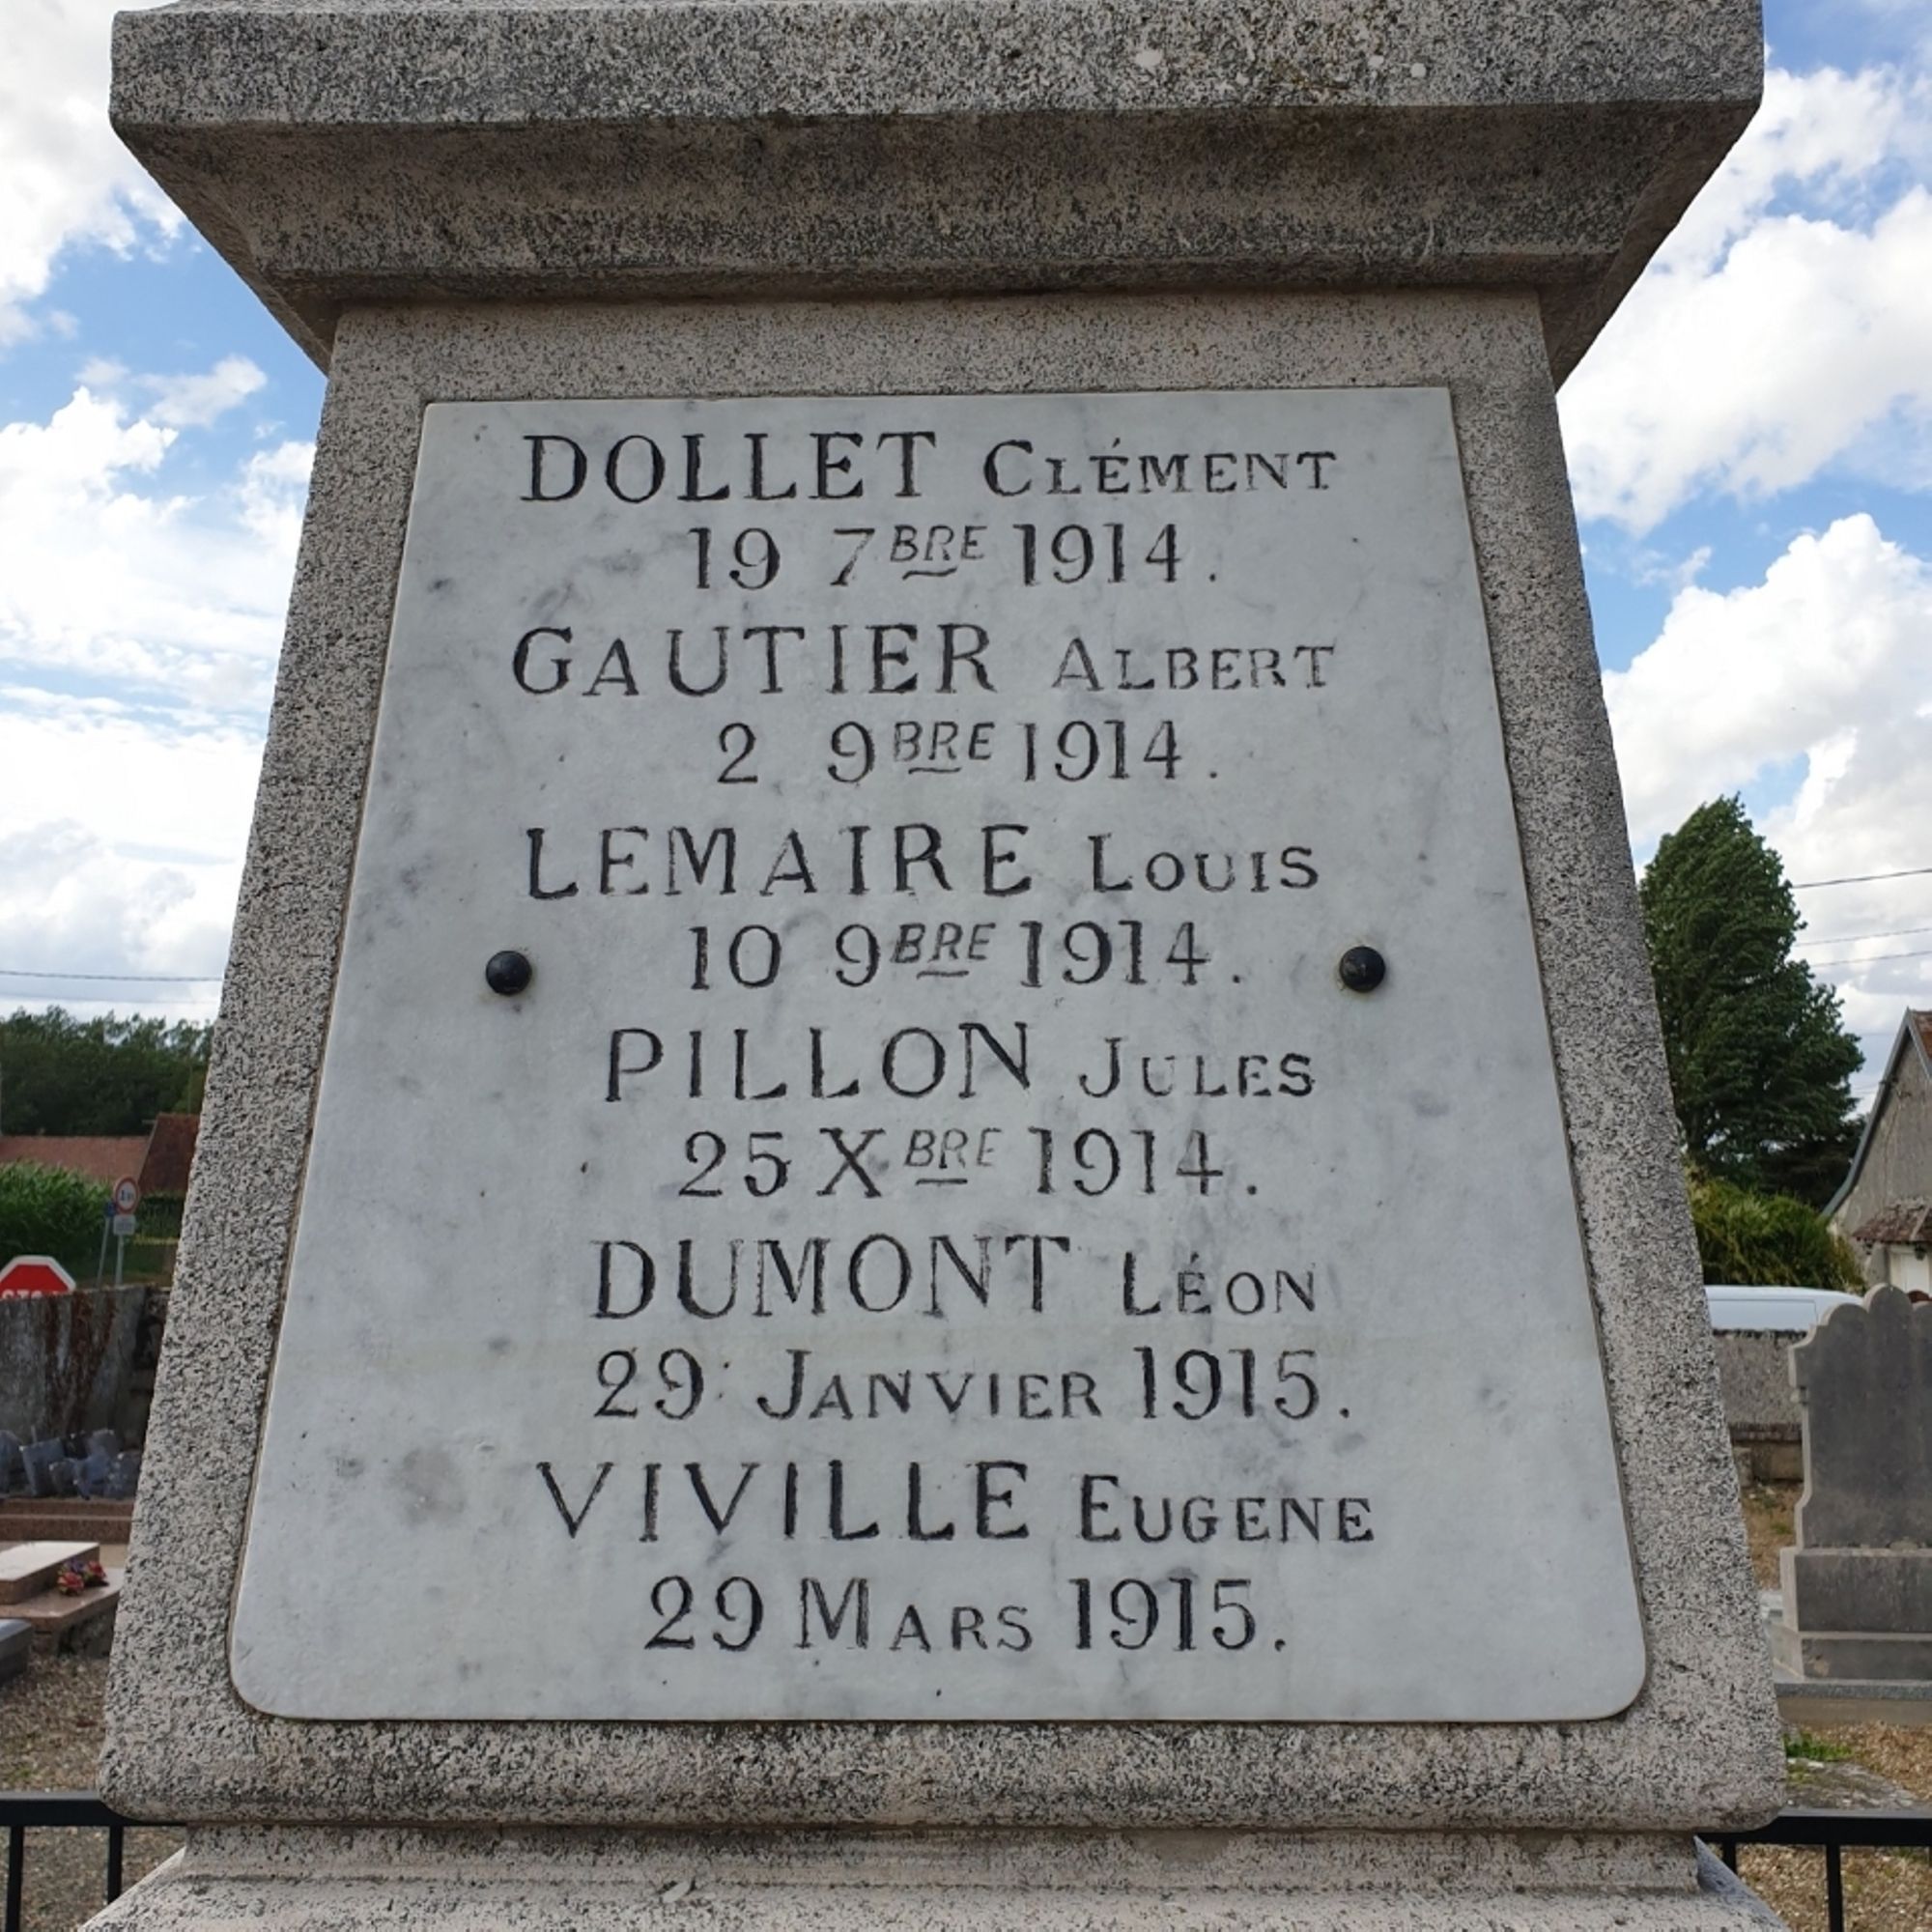 DOLLET CLÉMENT
19 7BRE 1914.
GAUTIER ALBERT
2 9BRE 1914.
LEMAIRE LOUIS
10 9BRE 1914.
PILLON JULES
25 XBRE 1914.
DUMONT LÉON
29 JANVIER 1915.
VIVILLE EUGENE
29 MARS 1915.